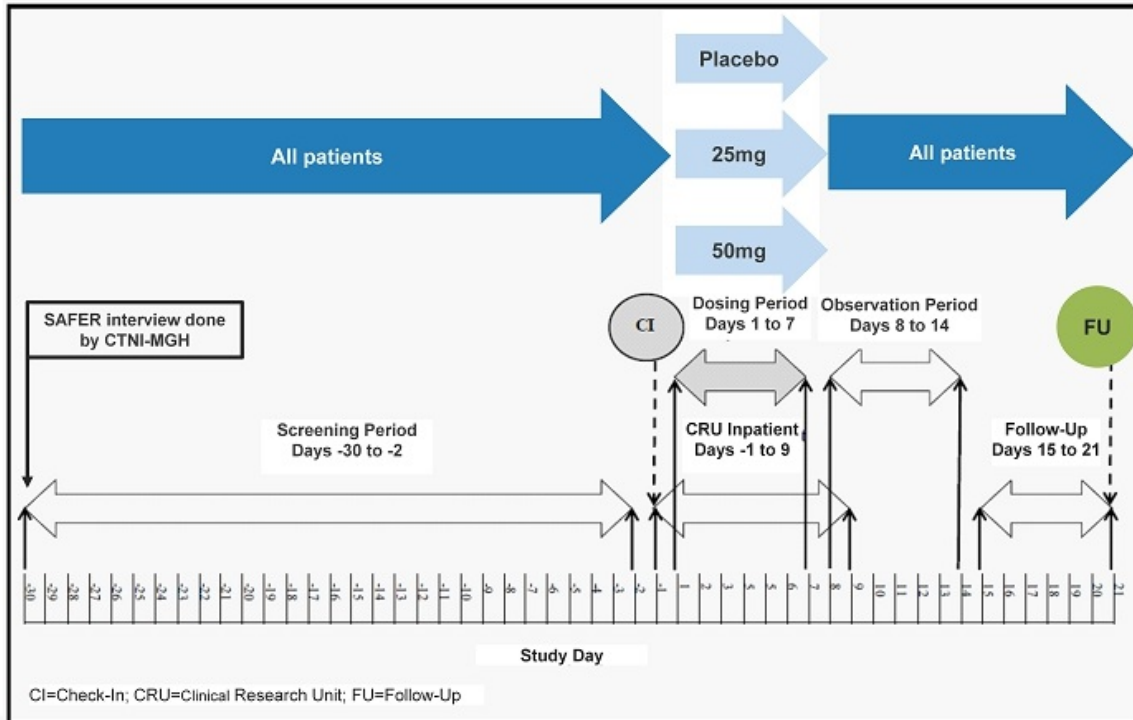 Placebo
All patients
25mg
All patients
50mg
SAFER interview done
by CTNI-MGH
CI
Dosing Period
Days 1 to 7
Observation Period
Days 8 to 14
FU
Screening Period
Days -30 to -2
CRU Inpatient
Days -1 to 9
Follow-Up
Days 15 to 21
-30 -29 -28 -27 -26 -25 -24 -23 -22 -21 -20 -19 -18 -17 -16 -15 -14 -13 -12 -11 -10 -9 -8 -7 -6 -5 -4 -3 -2 -1 1 2 3 5 5 6 7 8 9 10 11 12 13 14 15 16 17 18 19 20 21
Study Day
CI=Check-In; CRU=Clinical Research Unit; FU=Follow-Up